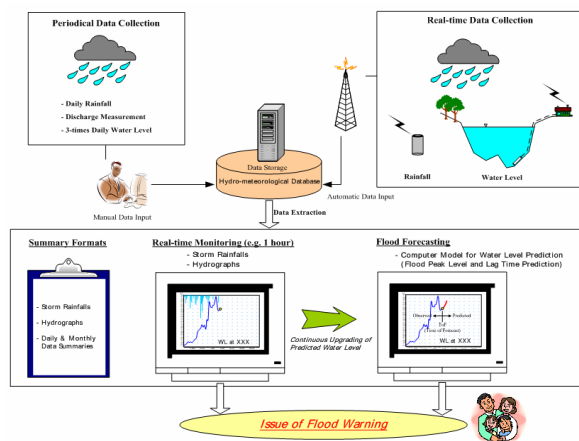 Periodical Data Collection
- Daily Rainfall
- Discharge Measurement
- 3-times Daily Water Level
Real-time Data Collection
Rainfall
Water Level
Manual Data Input
Data Storage
Hydro-meteorological Database
Automatic Data Input
Data Extraction
Summary Formats
- Storm Rainfalls
- Hydrographs
- Daily & Monthly
Data Summaries
Real-time Monitoring (e.g. 1 hour)
- Storm Rainfalls
- Hydrographs
WL at XXX
Continuous Upgrading of
Predicted Water Level
Flood Forecasting
- Computer Model for Water Level Prediction
(Flood Peak Level and Lag Time Prediction)
Observed
Predicted
ToF
(Time of Forecast)
WL at XXX
Issue of Flood Warning